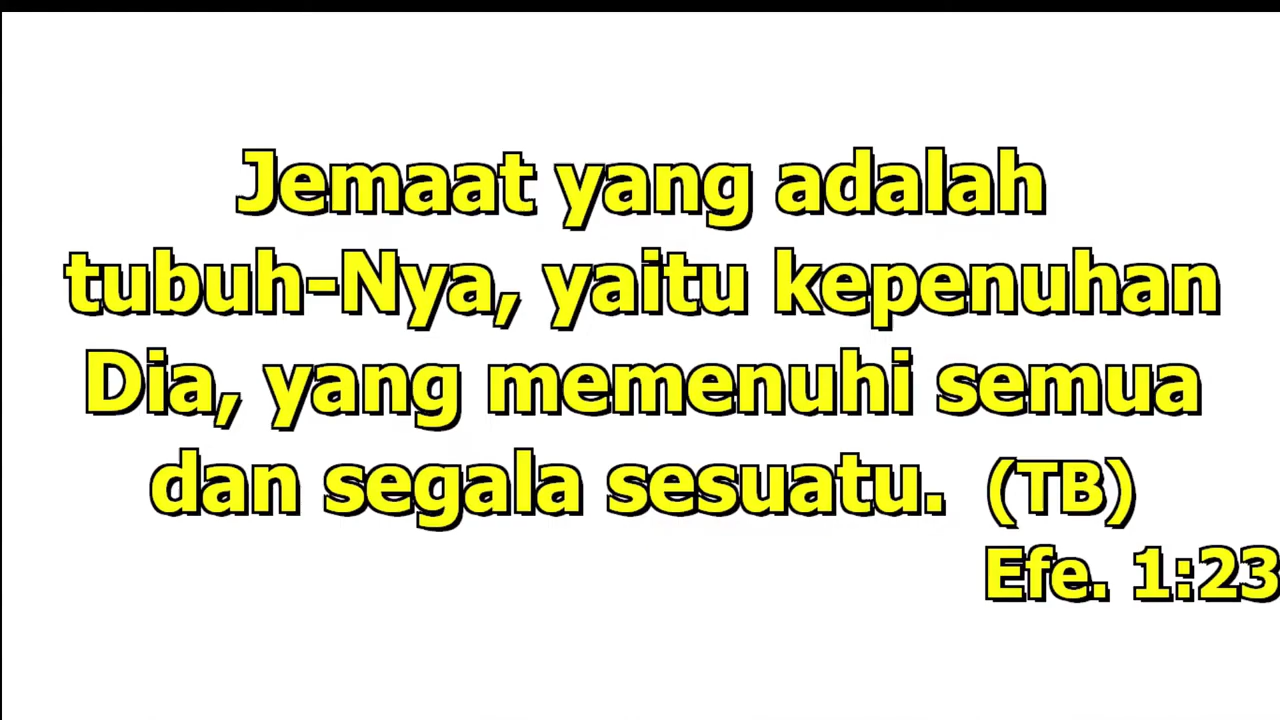 Jemaat yang adalah
tubuh-Nya, yaitu kepenuhan
Dia, yang memenuhi semua
dan segala sesuatu. (TB)
Efe. 1:23